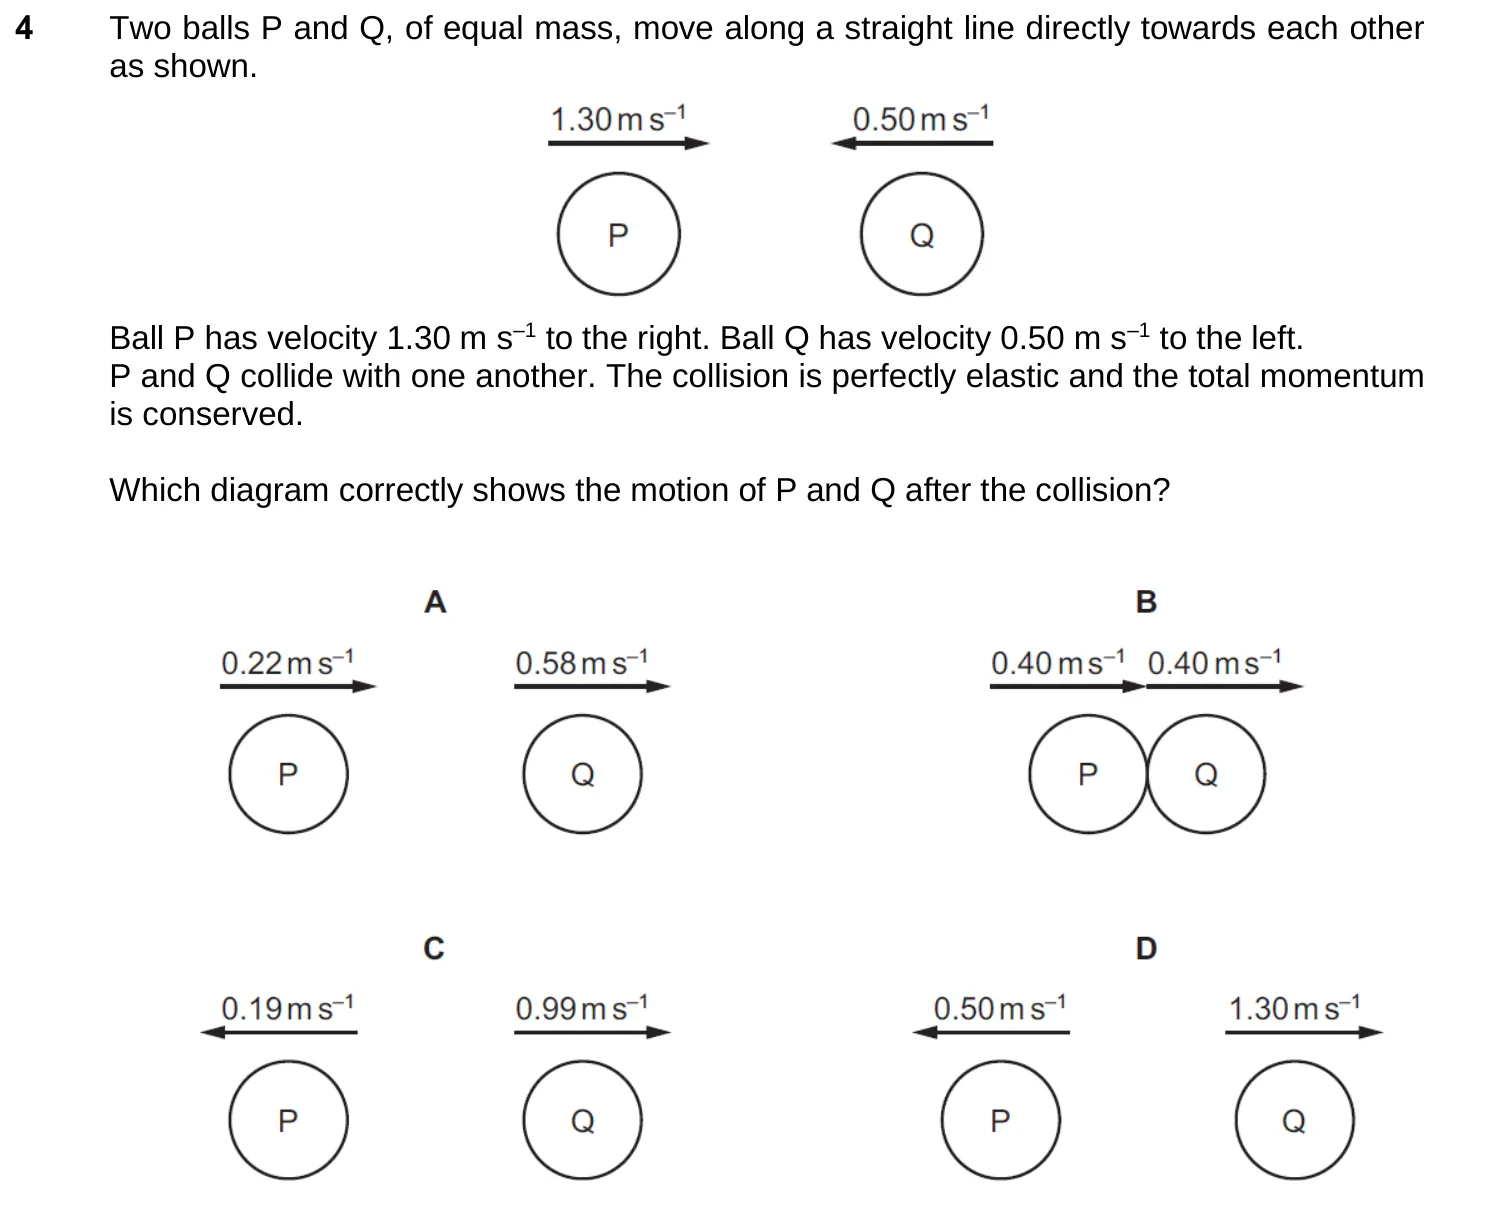 4 Two balls P and Q, of equal mass, move along a straight line directly towards each other
as shown.
1.30 m s⁻¹ 0.50 m s⁻¹
P Q
Ball P has velocity 1.30 m s⁻¹ to the right. Ball Q has velocity 0.50 m s⁻¹ to the left.
P and Q collide with one another. The collision is perfectly elastic and the total momentum
is conserved.
Which diagram correctly shows the motion of P and Q after the collision?
A B
0.22 m s⁻¹ 0.58 m s⁻¹ 0.40 m s⁻¹ 0.40 m s⁻¹
P Q P Q
C D
0.19 m s⁻¹ 0.99 m s⁻¹ 0.50 m s⁻¹ 1.30 m s⁻¹
P Q P Q